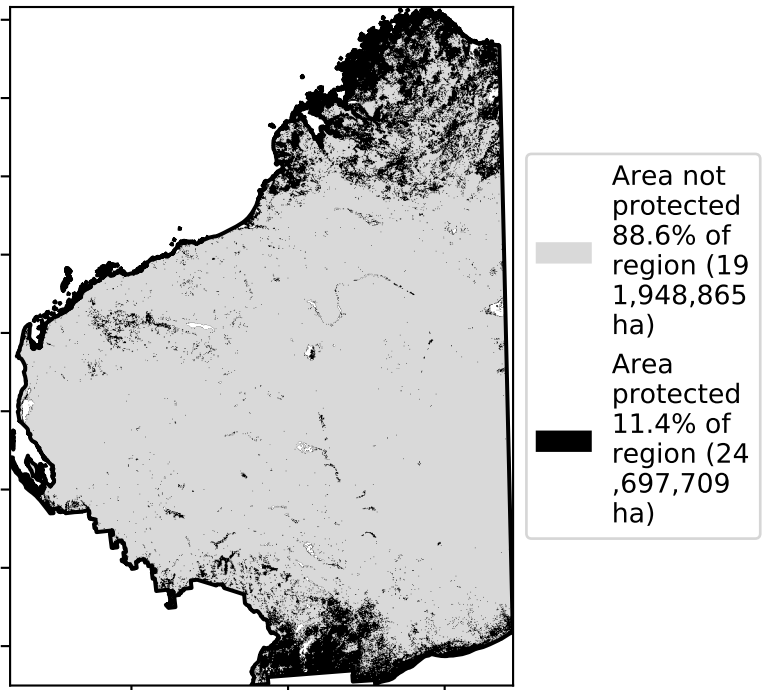 Area not
protected
88.6% of
region (19
1,948,865
ha)
Area
protected
11.4% of
region (24
,697,709
ha)